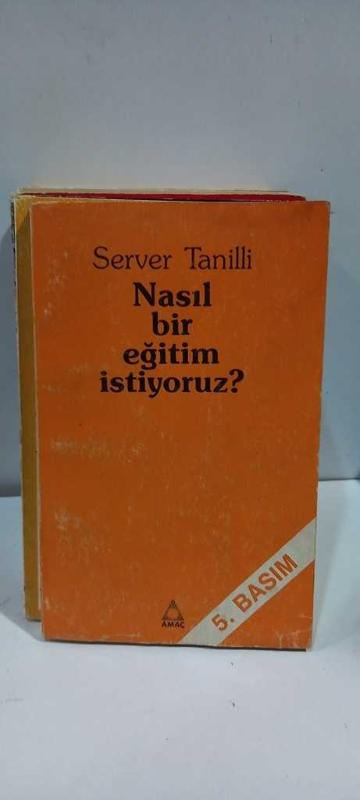 Server Tanilli
Nasıl
bir
eğitim
istiyoruz?
5. BASIM
AMAÇ